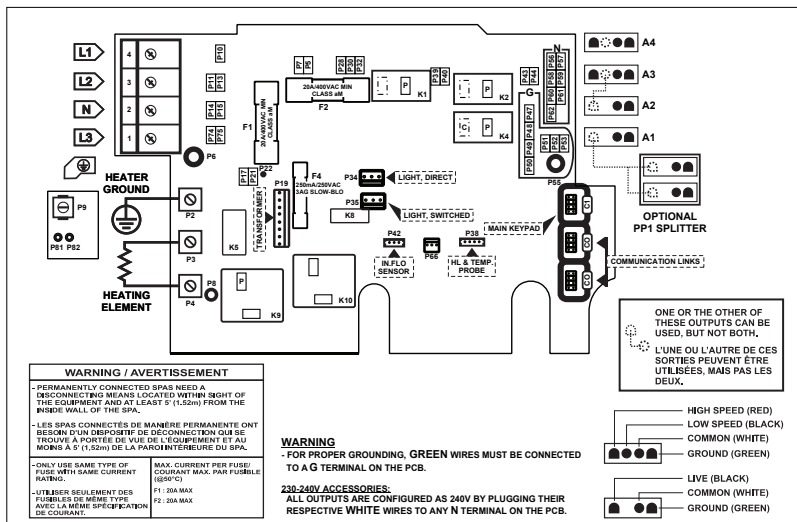 L1
L2
N
L3
4
3
2
1
P10
P11
P13
P14
P15
P74
P75
P6
P7
P5
P28
P30
P32
20A/400VAC MIN
CLASS aM
F2
F1
20A/400VAC MIN
CLASS aM
P
K1
P39
P40
P
K2
C
P
K4
P43
P44
N
P56
P57
P58
P59
P60
P61
P62
G
P47
P48
P49
P50
P51
P52
P53
P55
A4
A3
A2
A1
OPTIONAL
PP1 SPLITTER
P17
P21
P22
P19
TRANSFORMER
F4
250mA/250VAC
3AG SLOW-BLO
P34
LIGHT, DIRECT
P35
LIGHT, SWITCHED
K8
K5
P42
IN.FLO
SENSOR
P66
P38
HL & TEMP.
PROBE
MAIN KEYPAD
C1
CO
CO
COMMUNICATION LINKS
HEATER
GROUND
P9
P81 P82
P2
P3
P4
P8
HEATING
ELEMENT
P
K9
K10
ONE OR THE OTHER OF
THESE OUTPUTS CAN BE
USED, BUT NOT BOTH.
L'UNE OU L'AUTRE DE CES
SORTIES PEUVENT ÊTRE
UTILISÉES, MAIS PAS LES
DEUX.
WARNING / AVERTISSEMENT
- PERMANENTLY CONNECTED SPAS NEED A
DISCONNECTING MEANS LOCATED WITHIN SIGHT OF
THE EQUIPMENT AND AT LEAST 5' (1.52m) FROM THE
INSIDE WALL OF THE SPA.
- LES SPAS CONNECTÉS DE MANIÈRE PERMANENTE ONT
BESOIN D'UN DISPOSITIF DE DÉCONNECTION QUI SE
TROUVE À PORTÉE DE VUE DE L'ÉQUIPEMENT ET AU
MOINS À 5' (1,52m) DE LA PAROI INTÉRIEURE DU SPA.
- ONLY USE SAME TYPE OF
FUSE WITH SAME CURRENT
RATING.
- UTILISER SEULEMENT DES
FUSIBLES DE MÊME TYPE
AVEC LA MÊME SPÉCIFICATION
DE COURANT.
MAX. CURRENT PER FUSE/
COURANT MAX. PAR FUSIBLE
(@50°C)
F1 : 20A MAX
F2 : 20A MAX
WARNING
- FOR PROPER GROUNDING, GREEN WIRES MUST BE CONNECTED
TO A G TERMINAL ON THE PCB.
230-240V ACCESSORIES:
ALL OUTPUTS ARE CONFIGURED AS 240V BY PLUGGING THEIR
RESPECTIVE WHITE WIRES TO ANY N TERMINAL ON THE PCB.
HIGH SPEED (RED)
LOW SPEED (BLACK)
COMMON (WHITE)
GROUND (GREEN)
LIVE (BLACK)
COMMON (WHITE)
GROUND (GREEN)